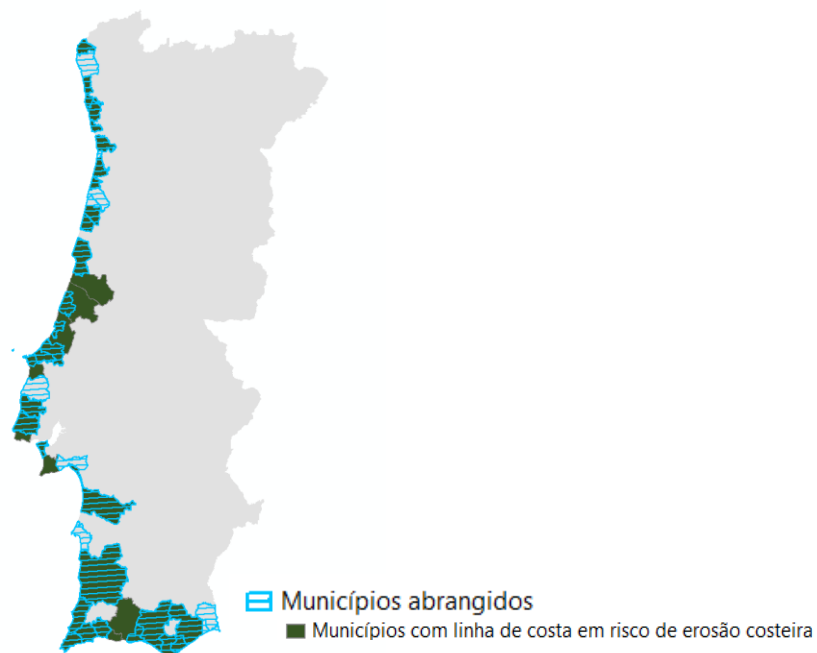 Municípios abrangidos
Municípios com linha de costa em risco de erosão costeira